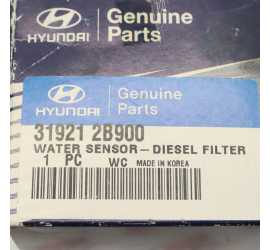 Genuine
Parts
HYUNDAI
Genuine
Parts
HYUNDAI
31921 2B900
WATER SENSOR - DIESEL FILTER
1 PC WC MADE IN KOREA